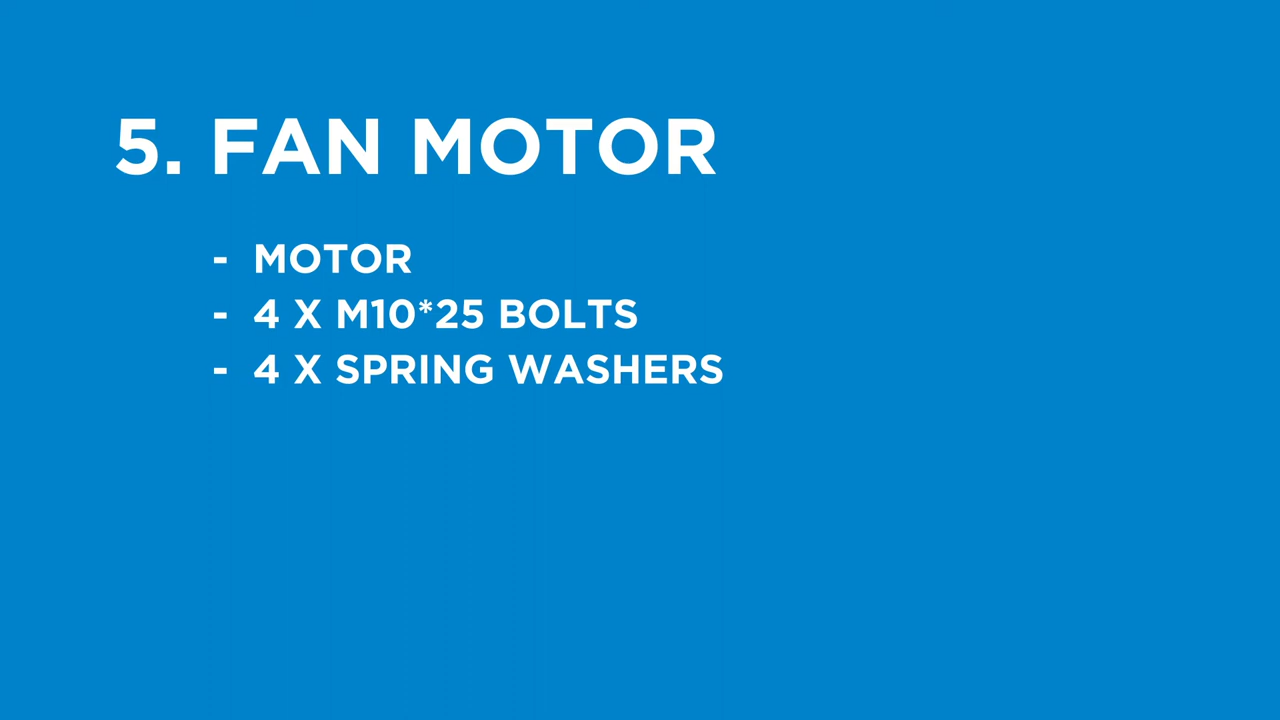 5. FAN MOTOR
- MOTOR
- 4 X M10*25 BOLTS
- 4 X SPRING WASHERS